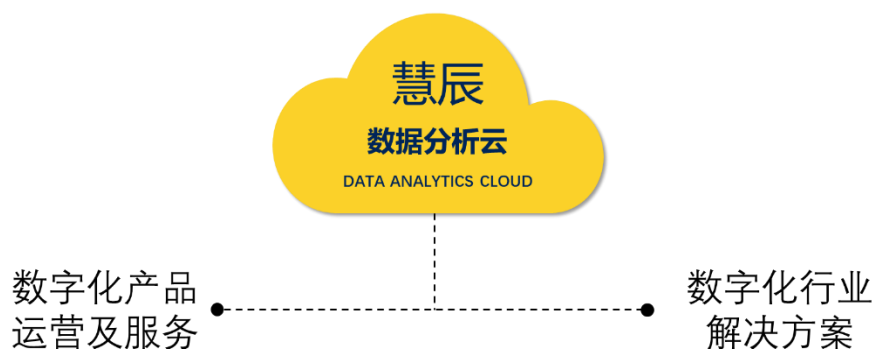 慧辰
数据分析云
DATA ANALYTICS CLOUD
数字化产品
运营及服务
数字化行业
解决方案